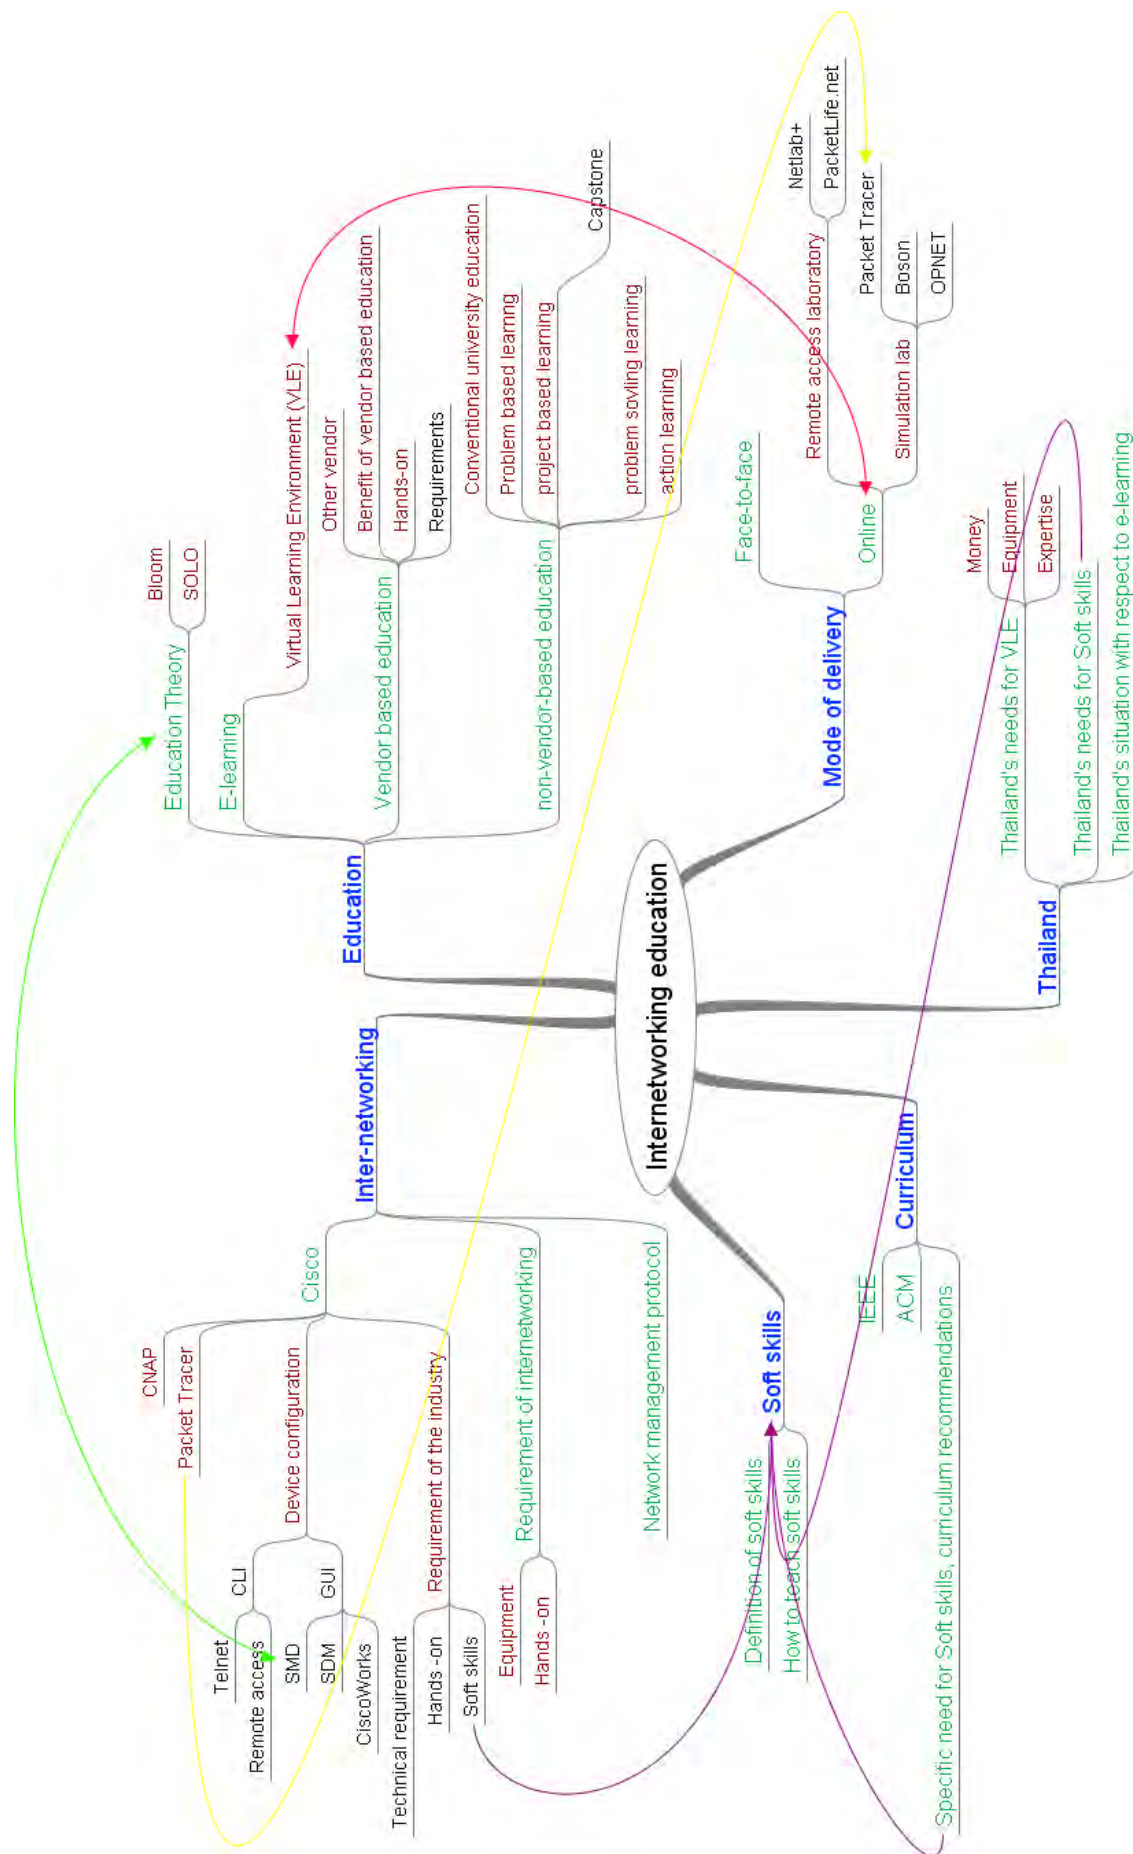 Internetworking education
Inter-networking
Cisco
CNAP
Packet Tracer
Device configuration
CLI
Telnet
Remote access
GUI
SMD
SDM
CiscoWorks
Requirement of the industry
Technical requirement
Hands -on
Soft skills
Requirement of internetworking
Equipment
Hands -on
Network management protocol
Soft skills
Definition of soft skills
How to teach soft skills
Curriculum
IEEE
ACM
Specific need for Soft skills, curriculum recommendations
Education
Education Theory
Bloom
SOLO
E-learning
Virtual Learning Environment (VLE)
Vendor based education
Other vendor
Benefit of vendor based education
Hands-on
Requirements
non-vendor-based education
Conventional university education
Problem based learning
project based learning
Capstone
problem sovling learning
action learning
Mode of delivery
Face-to-face
Online
Remote access laboratory
Netlab+
PacketLife.net
Simulation lab
Packet Tracer
Boson
OPNET
Thailand
Thailand's needs for VLE
Money
Equipment
Expertise
Thailand's needs for Soft skills
Thailand's situation with respect to e-learning